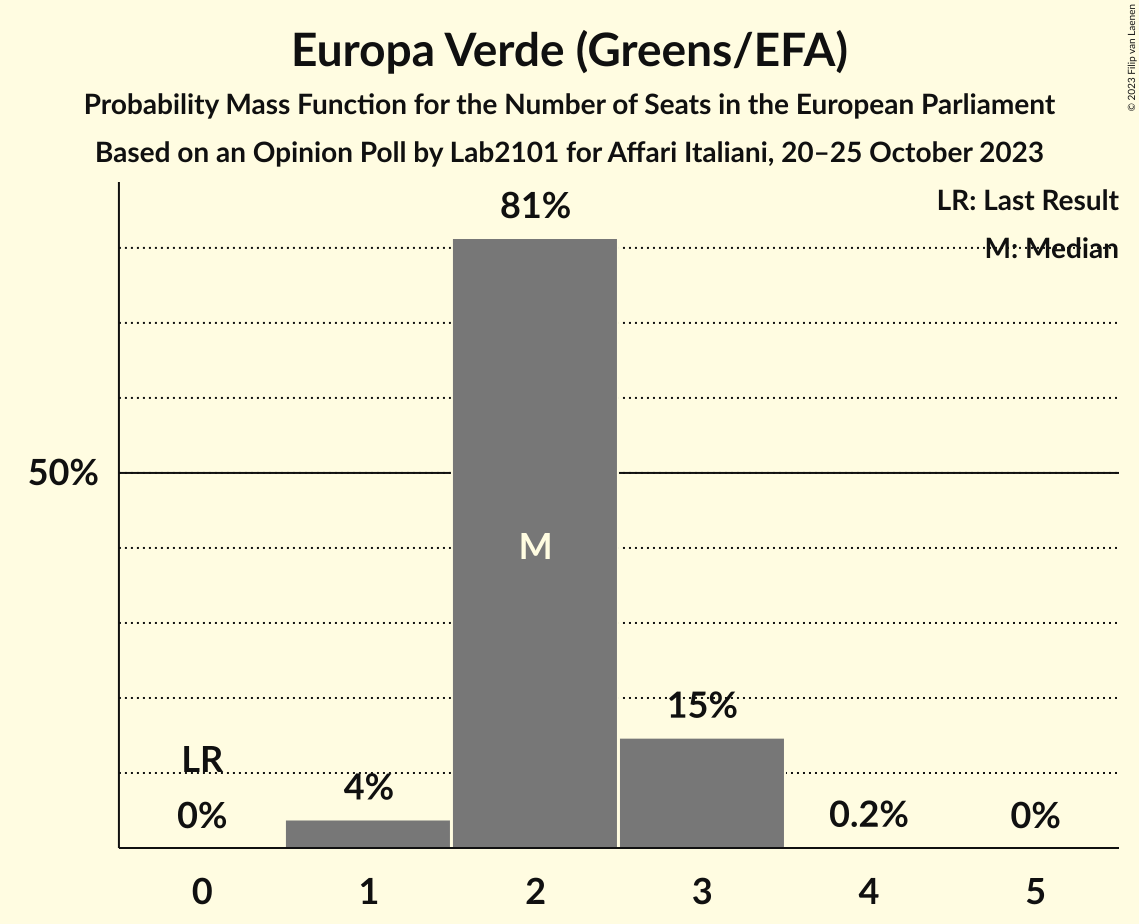 Europa Verde (Greens/EFA)
Probability Mass Function for the Number of Seats in the European Parliament
Based on an Opinion Poll by Lab2101 for Affari Italiani, 20–25 October 2023
© 2023 Filip van Laenen
LR: Last Result
M: Median
81%
50%
M
15%
LR
4%
0%
0.2%
0%
0 1 2 3 4 5